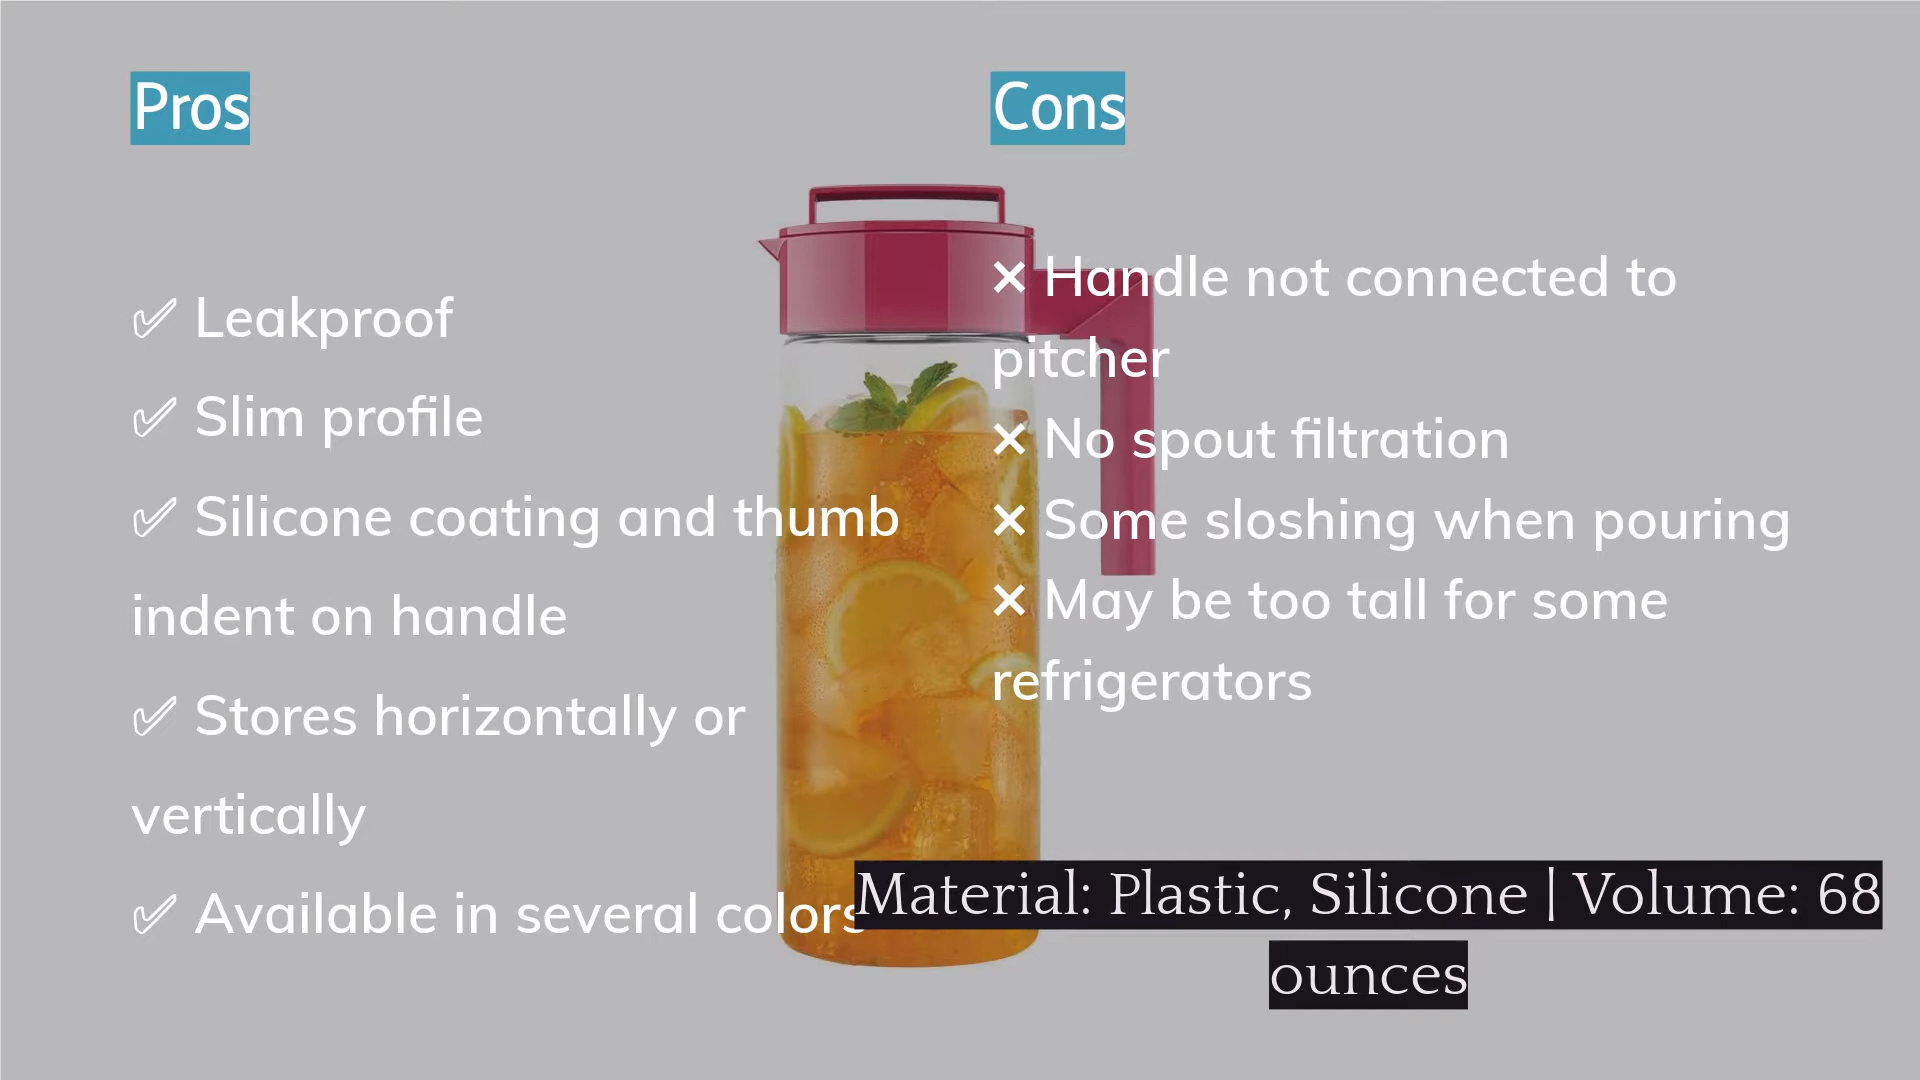 Pros
✅ Leakproof
✅ Slim profile
✅ Silicone coating and thumb
indent on handle
✅ Stores horizontally or
vertically
✅ Available in several colors
Cons
❌ Handle not connected to
pitcher
❌ No spout filtration
❌ Some sloshing when pouring
❌ May be too tall for some
refrigerators
Material: Plastic, Silicone | Volume: 68
ounces